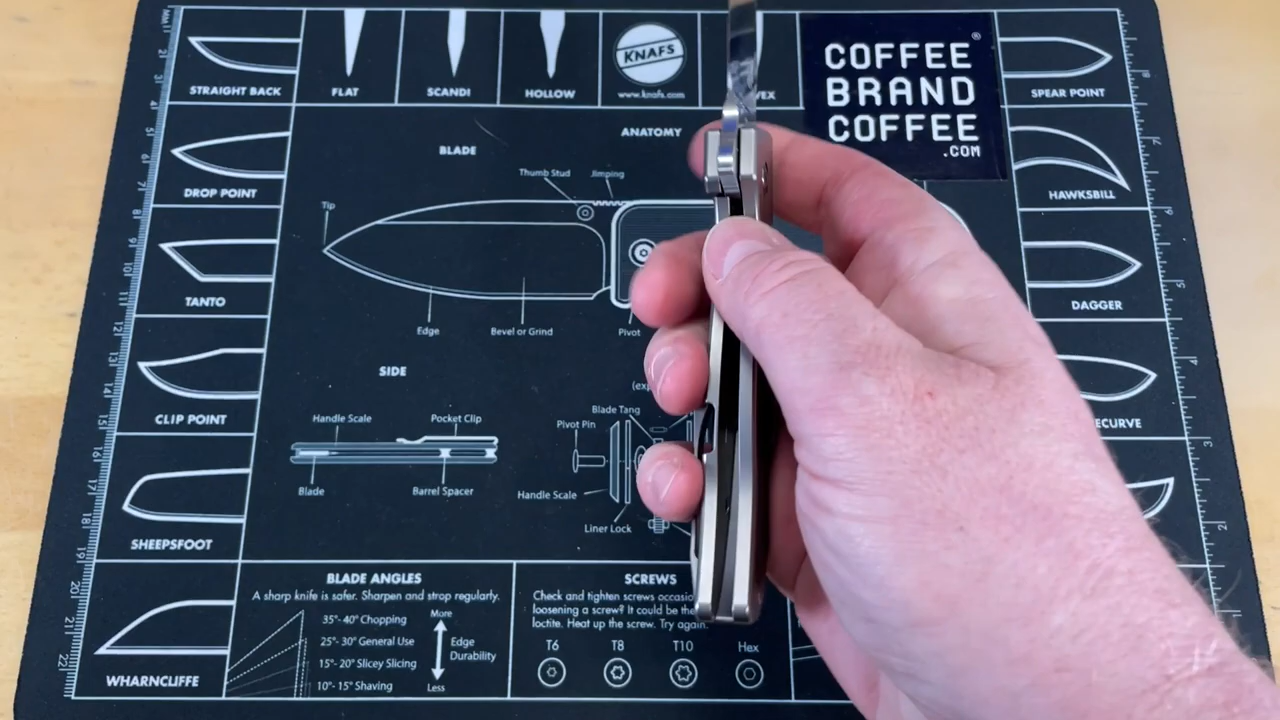 STRAIGHT BACK
FLAT
SCANDI
HOLLOW
KNAFS
www.knafs.com
VEX
COFFEE
BRAND
COFFEE
.COM
®
SPEAR POINT
DROP POINT
HAWKSBILL
TANTO
DAGGER
CLIP POINT
ECURVE
SHEEPSFOOT
WHARNCLIFFE
ANATOMY
BLADE
Thumb Stud
Jimping
Tip
Edge
Bevel or Grind
Pivot
SIDE
(exp
Handle Scale
Pocket Clip
Blade
Barrel Spacer
Blade Tang
Pivot Pin
Handle Scale
Liner Lock
BLADE ANGLES
A sharp knife is safer. Sharpen and strop regularly.
35°- 40° Chopping
25°- 30° General Use
15°- 20° Slicey Slicing
10°- 15° Shaving
More
Edge
Durability
Less
SCREWS
Check and tighten screws occasio
loosening a screw? It could be the
loctite. Heat up the screw. Try again.
T6
T8
T10
Hex